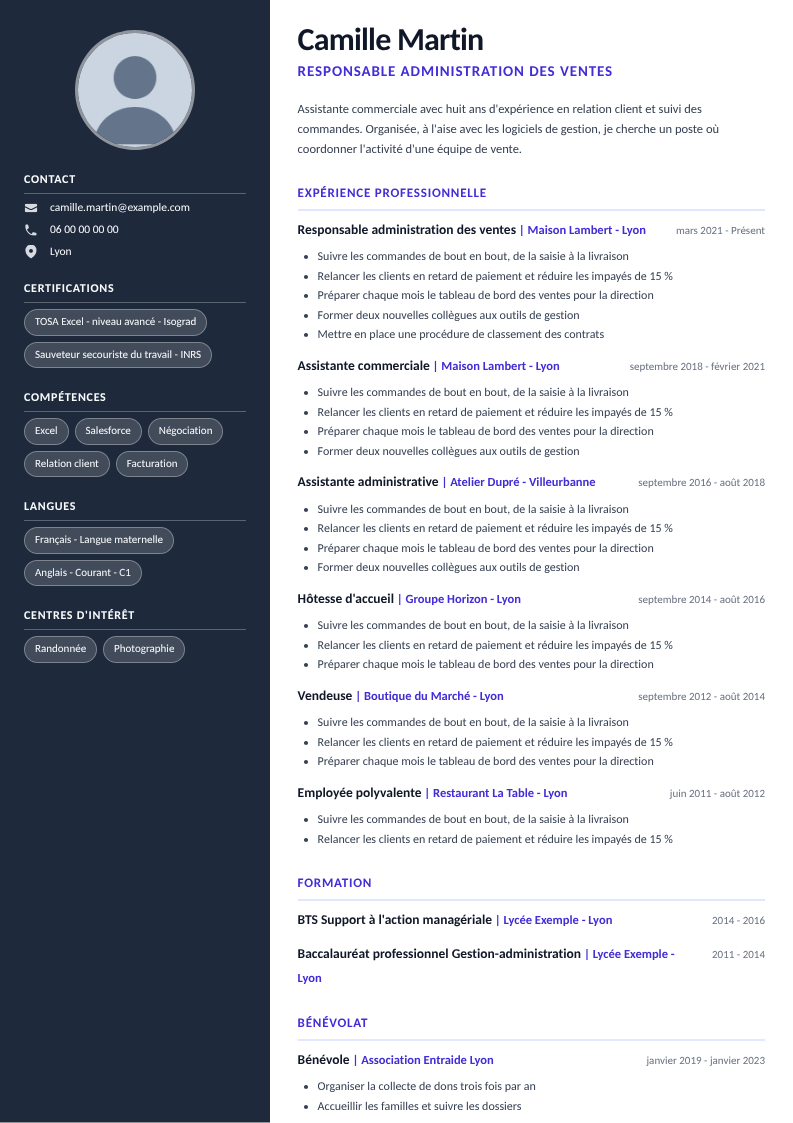 CONTACT
camille.martin@example.com
06 00 00 00 00
Lyon
CERTIFICATIONS
TOSA Excel - niveau avancé - Isograd
Sauveteur secouriste du travail - INRS
COMPÉTENCES
Excel Salesforce Négociation
Relation client Facturation
LANGUES
Français - Langue maternelle
Anglais - Courant - C1
CENTRES D'INTÉRÊT
Randonnée Photographie
Camille Martin
RESPONSABLE ADMINISTRATION DES VENTES
Assistante commerciale avec huit ans d'expérience en relation client et suivi des
commandes. Organisée, à l'aise avec les logiciels de gestion, je cherche un poste où
coordonner l'activité d'une équipe de vente.
EXPÉRIENCE PROFESSIONNELLE
Responsable administration des ventes | Maison Lambert - Lyon mars 2021 - Présent
• Suivre les commandes de bout en bout, de la saisie à la livraison
• Relancer les clients en retard de paiement et réduire les impayés de 15 %
• Préparer chaque mois le tableau de bord des ventes pour la direction
• Former deux nouvelles collègues aux outils de gestion
• Mettre en place une procédure de classement des contrats
Assistante commerciale | Maison Lambert - Lyon septembre 2018 - février 2021
• Suivre les commandes de bout en bout, de la saisie à la livraison
• Relancer les clients en retard de paiement et réduire les impayés de 15 %
• Préparer chaque mois le tableau de bord des ventes pour la direction
• Former deux nouvelles collègues aux outils de gestion
Assistante administrative | Atelier Dupré - Villeurbanne septembre 2016 - août 2018
• Suivre les commandes de bout en bout, de la saisie à la livraison
• Relancer les clients en retard de paiement et réduire les impayés de 15 %
• Préparer chaque mois le tableau de bord des ventes pour la direction
• Former deux nouvelles collègues aux outils de gestion
Hôtesse d'accueil | Groupe Horizon - Lyon septembre 2014 - août 2016
• Suivre les commandes de bout en bout, de la saisie à la livraison
• Relancer les clients en retard de paiement et réduire les impayés de 15 %
• Préparer chaque mois le tableau de bord des ventes pour la direction
Vendeuse | Boutique du Marché - Lyon septembre 2012 - août 2014
• Suivre les commandes de bout en bout, de la saisie à la livraison
• Relancer les clients en retard de paiement et réduire les impayés de 15 %
• Préparer chaque mois le tableau de bord des ventes pour la direction
Employée polyvalente | Restaurant La Table - Lyon juin 2011 - août 2012
• Suivre les commandes de bout en bout, de la saisie à la livraison
• Relancer les clients en retard de paiement et réduire les impayés de 15 %
FORMATION
BTS Support à l'action managériale | Lycée Exemple - Lyon 2014 - 2016
Baccalauréat professionnel Gestion-administration | Lycée Exemple - 2011 - 2014
Lyon
BÉNÉVOLAT
Bénévole | Association Entraide Lyon janvier 2019 - janvier 2023
• Organiser la collecte de dons trois fois par an
• Accueillir les familles et suivre les dossiers